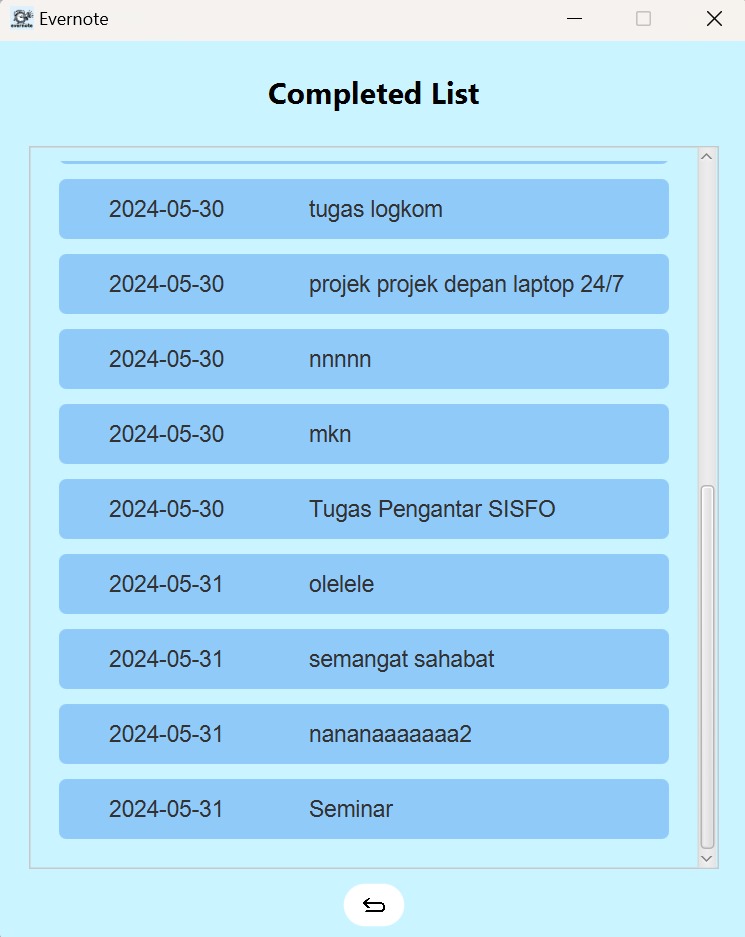 Evernote
Completed List
2024-05-30 tugas logkom
2024-05-30 projek projek depan laptop 24/7
2024-05-30 nnnnn
2024-05-30 mkn
2024-05-30 Tugas Pengantar SISFO
2024-05-31 olelele
2024-05-31 semangat sahabat
2024-05-31 nananaaaaaaa2
2024-05-31 Seminar